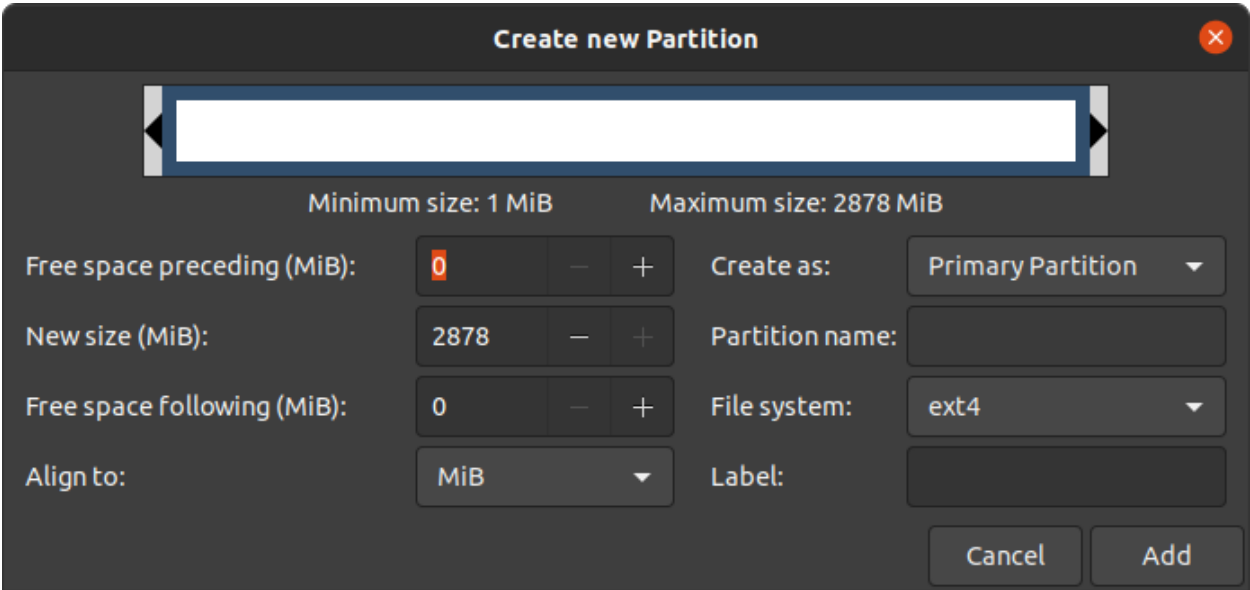 Create new Partition
Minimum size: 1 MiB Maximum size: 2878 MiB
Free space preceding (MiB): 0 − + Create as: Primary Partition
New size (MiB): 2878 − + Partition name:
Free space following (MiB): 0 − + File system: ext4
Align to: MiB Label:
Cancel Add